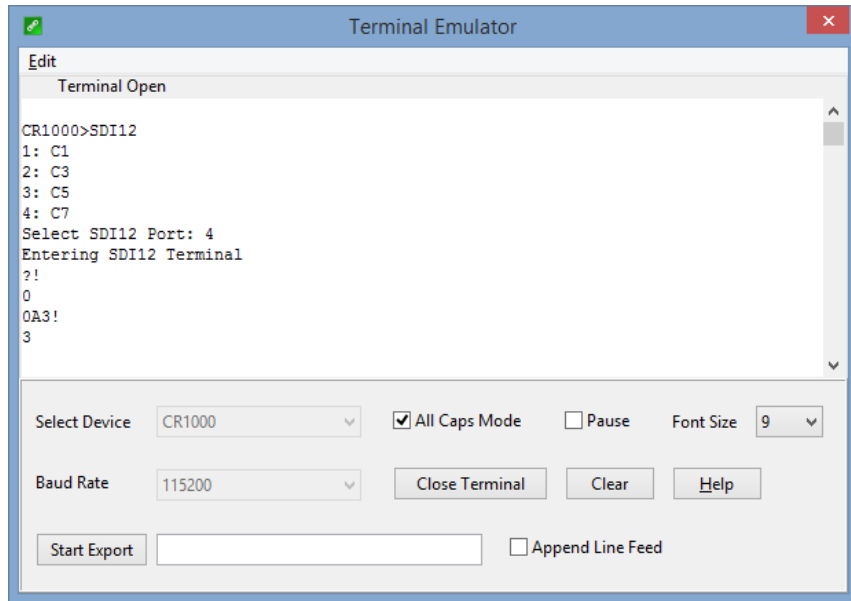 Terminal Emulator
Edit
Terminal Open
CR1000>SDI12
1: C1
2: C3
3: C5
4: C7
Select SDI12 Port: 4
Entering SDI12 Terminal
?!
0
0A3!
3
Select Device CR1000 All Caps Mode Pause Font Size 9
Baud Rate 115200 Close Terminal Clear Help
Start Export Append Line Feed